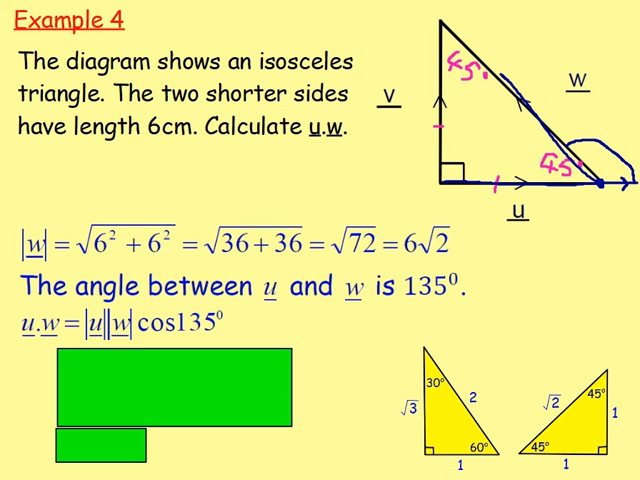 Example 4
The diagram shows an isosceles
triangle. The two shorter sides
have length 6cm. Calculate u.w.
45°
v
w
45°
u
|w| = √6² + 6² = √36 + 36 = √72 = 6√2
The angle between u and w is 135⁰.
u.w = |u||w| cos135⁰
30°
√3
2
60°
1
45°
√2
1
45°
1